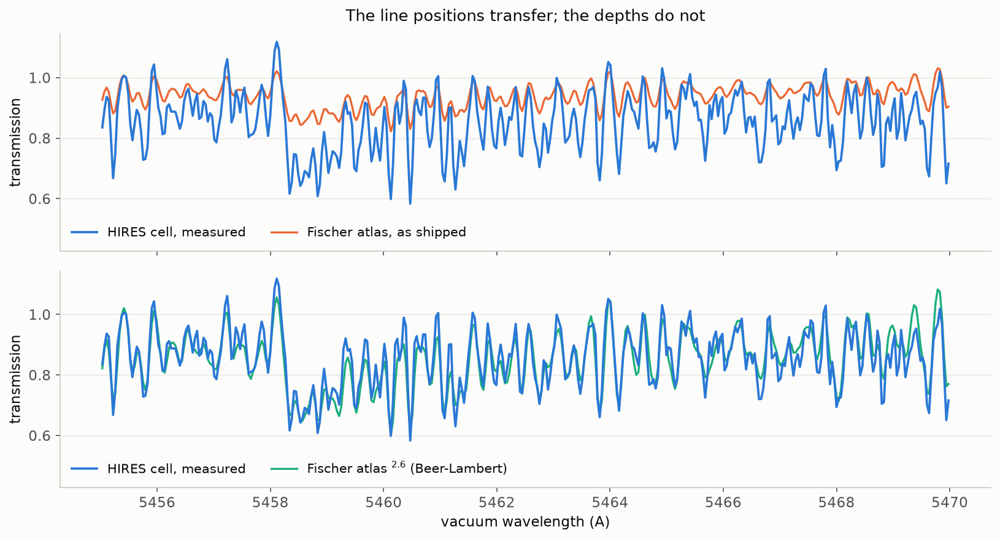 The line positions transfer; the depths do not
transmission
1.0
0.8
0.6
HIRES cell, measured
Fischer atlas, as shipped
transmission
1.0
0.8
0.6
HIRES cell, measured
Fischer atlas ^2.6 (Beer-Lambert)
5456 5458 5460 5462 5464 5466 5468 5470
vacuum wavelength (A)